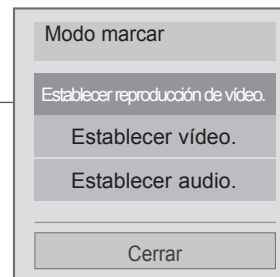 Modo marcar
Establecer reproducción de vídeo.
Establecer vídeo.
Establecer audio.
Cerrar